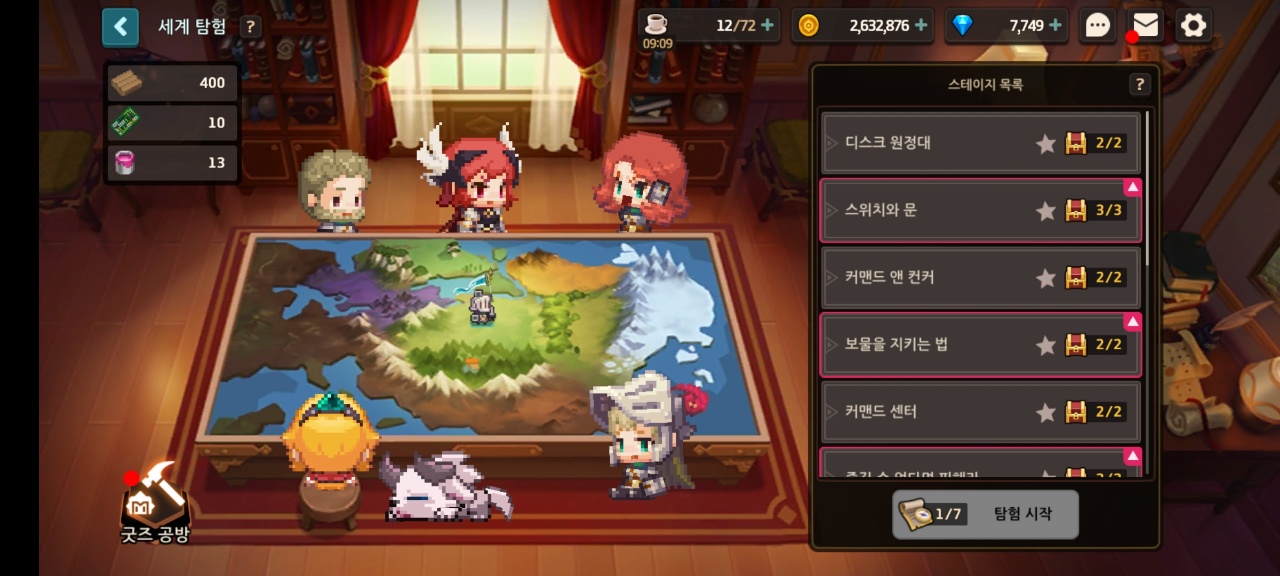 세계 탐험 ?
12/72
09:09
2,632,876
7,749
400
10
13
스테이지 목록 ?
디스크 원정대 2/2
스위치와 문 3/3
커맨드 앤 컨커 2/2
보물을 지키는 법 2/2
커맨드 센터 2/2
굿즈 공방
1/7 탐험 시작